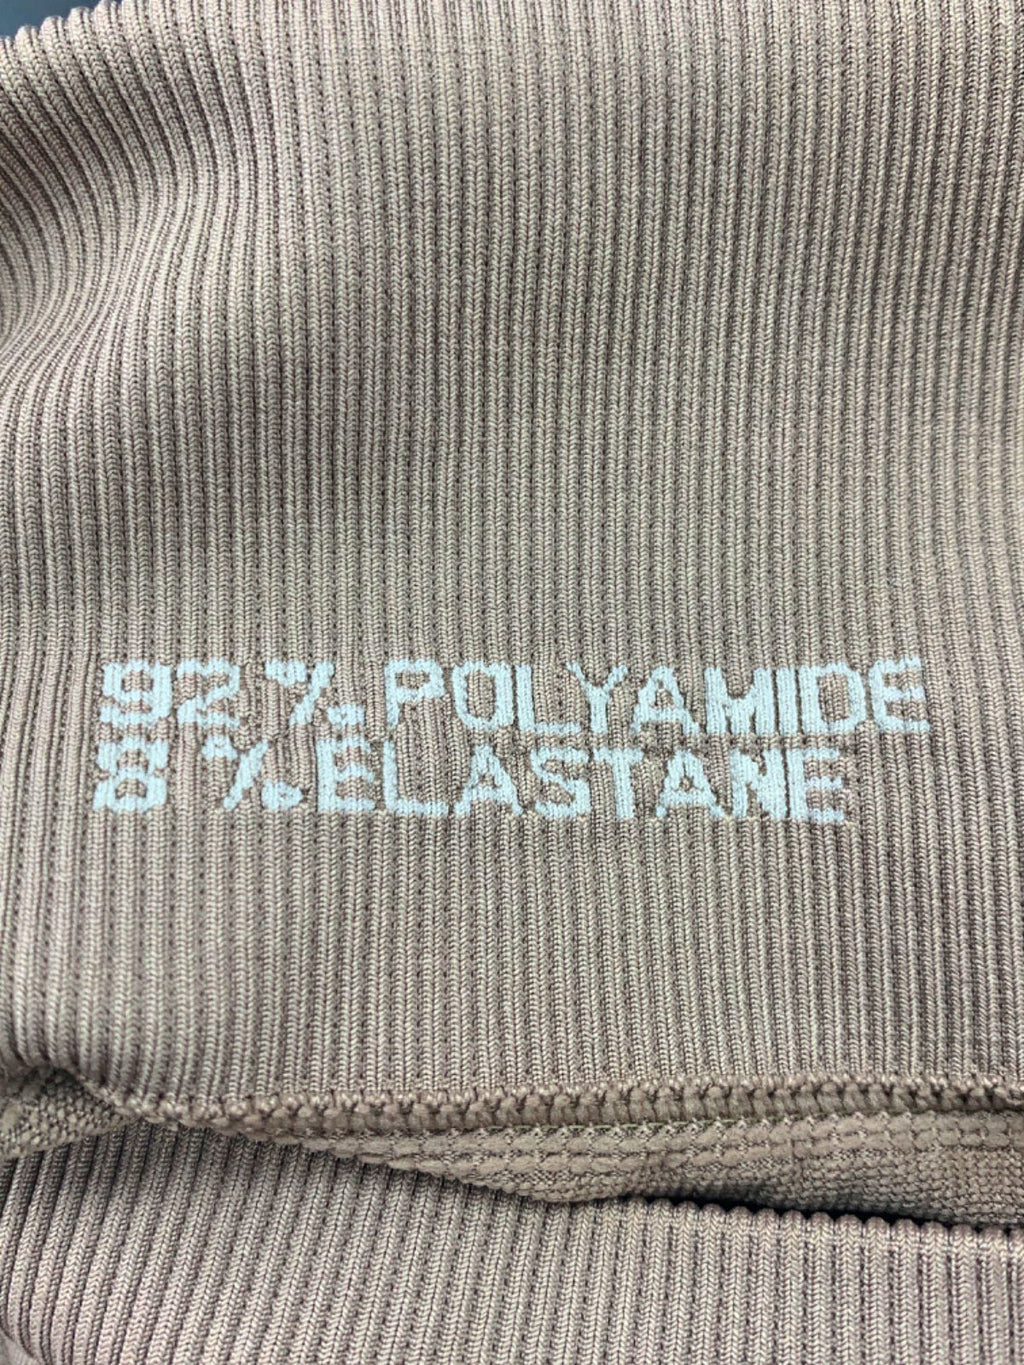 92% POLYAMIDE
8% ELASTANE